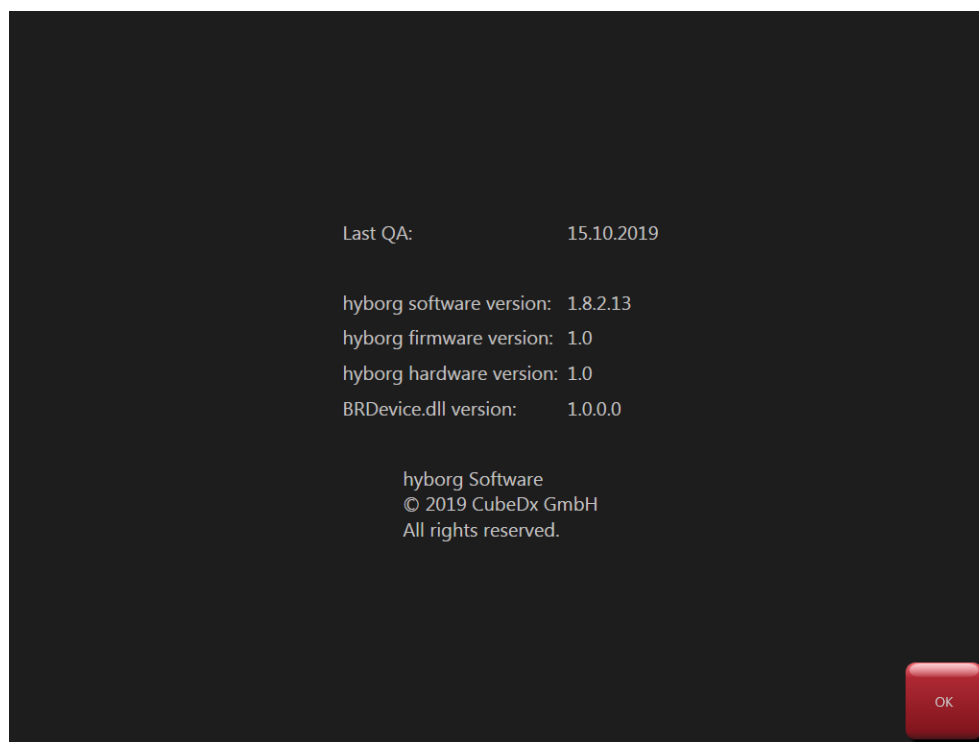 Last QA: 15.10.2019
hyborg software version: 1.8.2.13
hyborg firmware version: 1.0
hyborg hardware version: 1.0
BRDevice.dll version: 1.0.0.0
hyborg Software
© 2019 CubeDx GmbH
All rights reserved.
OK